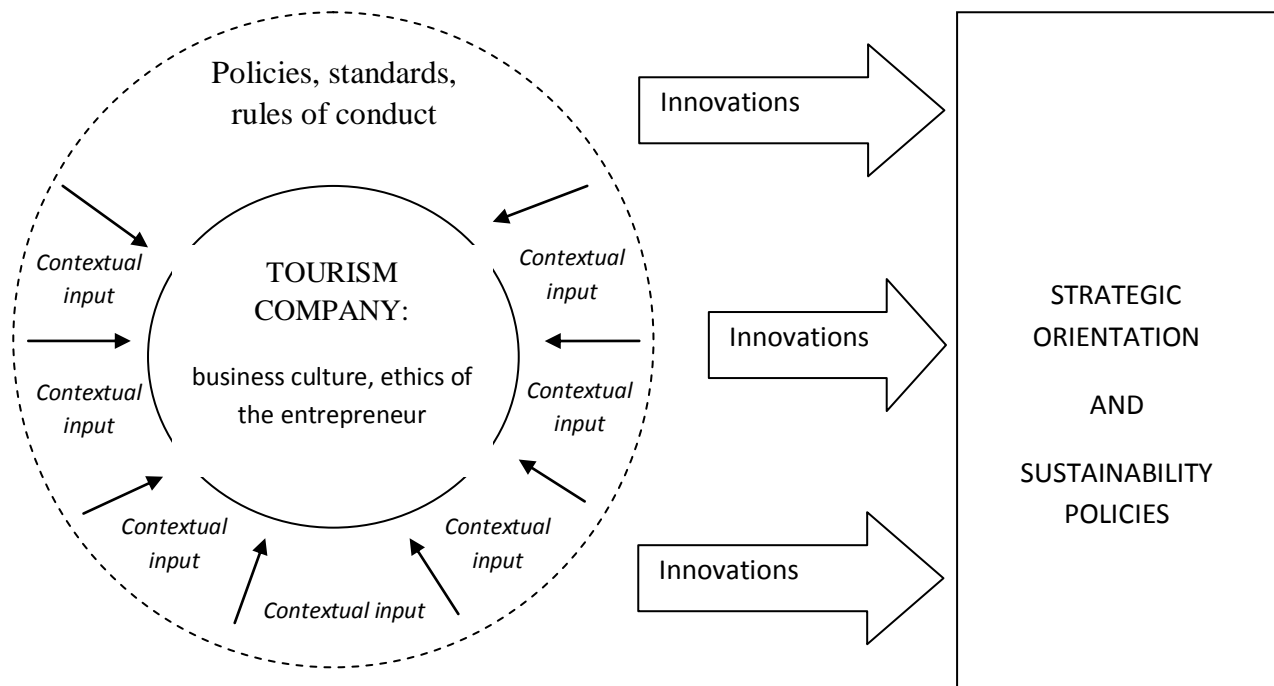 Policies, standards,
rules of conduct
Innovations
Contextual
input
TOURISM
COMPANY:
Contextual
input
business culture, ethics of
the entrepreneur
Contextual
input
Contextual
input
Contextual
input
Contextual
input
Contextual input
Innovations
Innovations
STRATEGIC
ORIENTATION
AND
SUSTAINABILITY
POLICIES